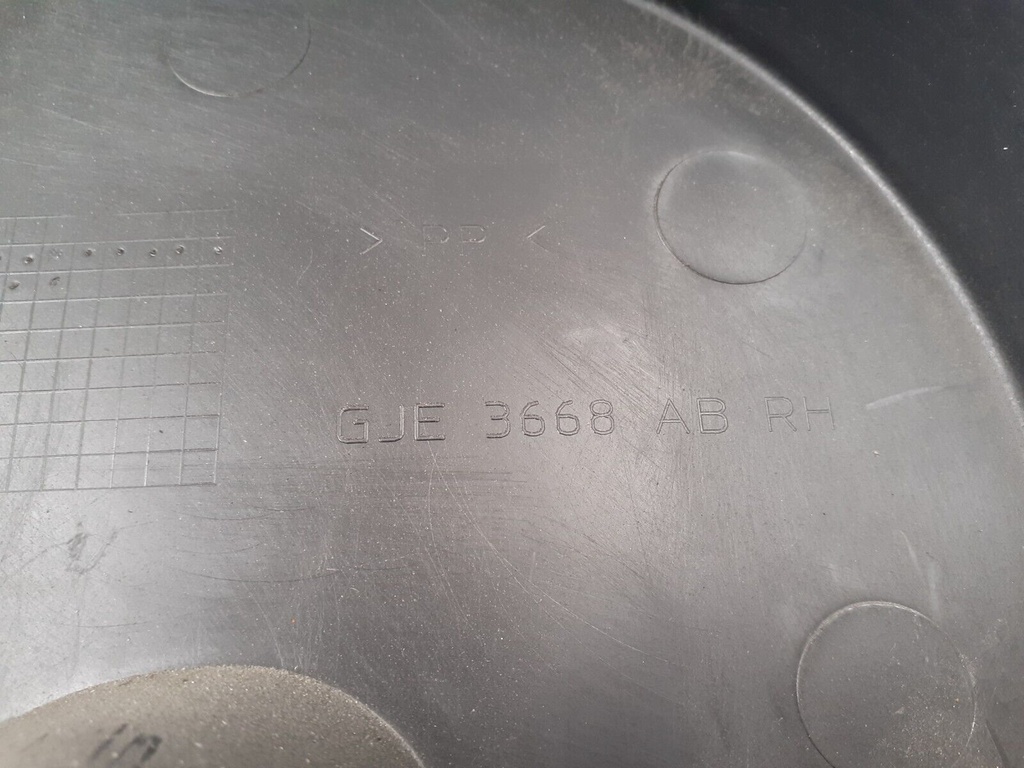 > PP <
GJE 3668 AB RH